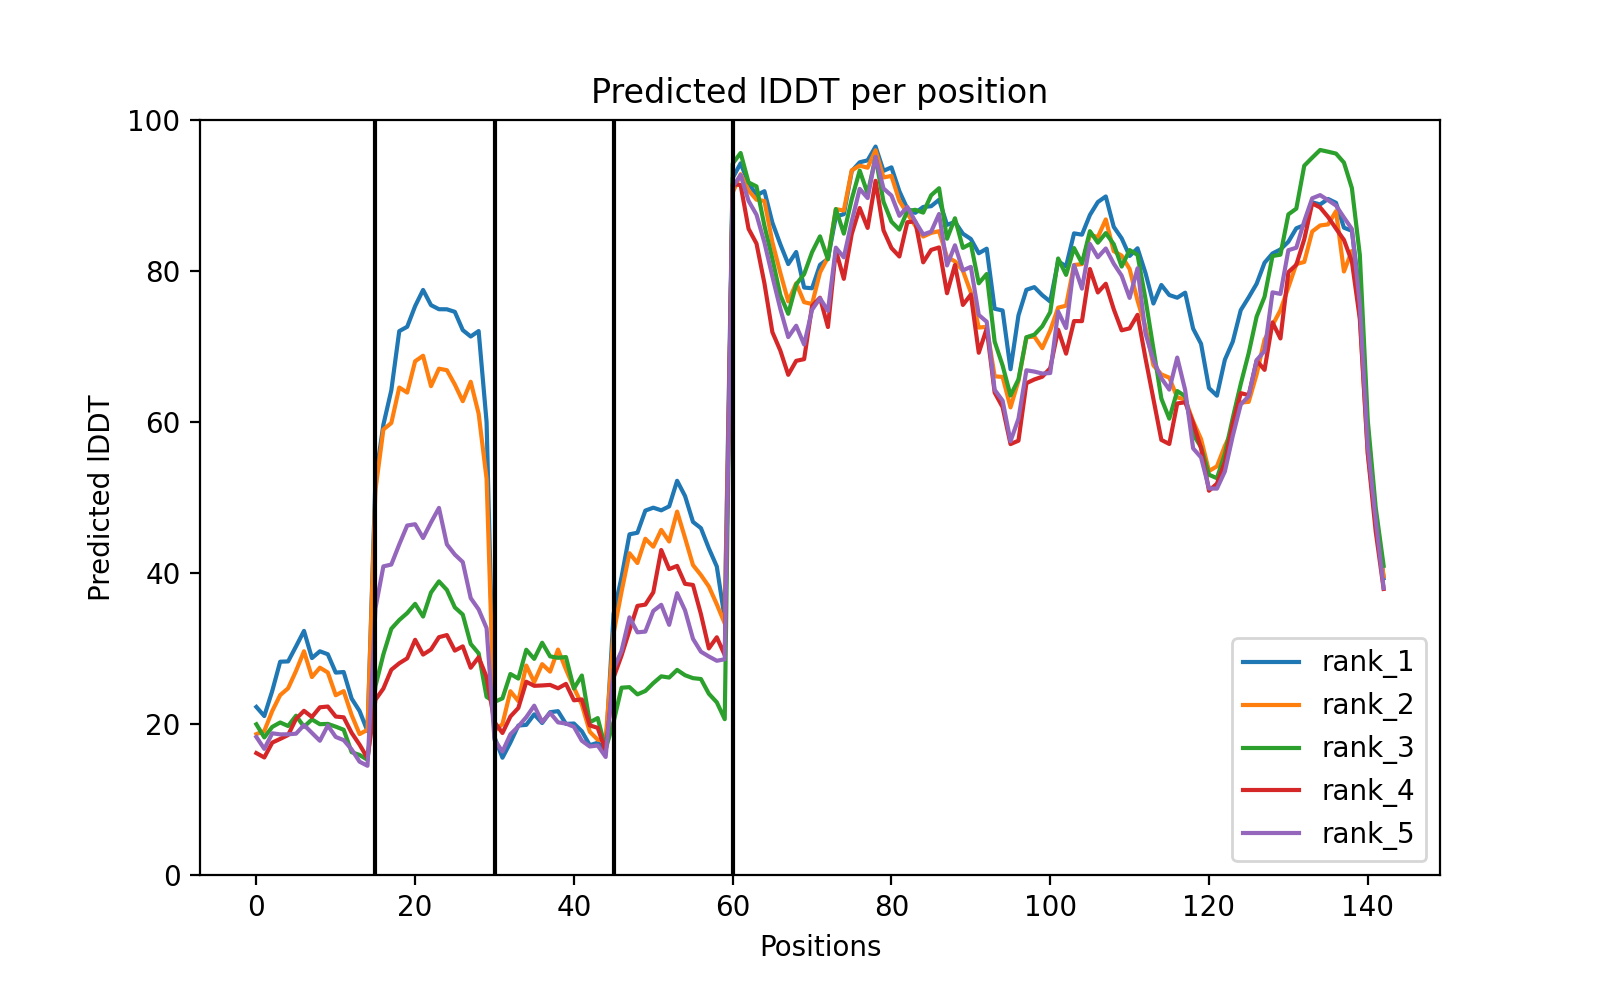 Predicted lDDT per position
100
80
60
40
20
0
Predicted lDDT
0 20 40 60 80 100 120 140
Positions
rank_1
rank_2
rank_3
rank_4
rank_5